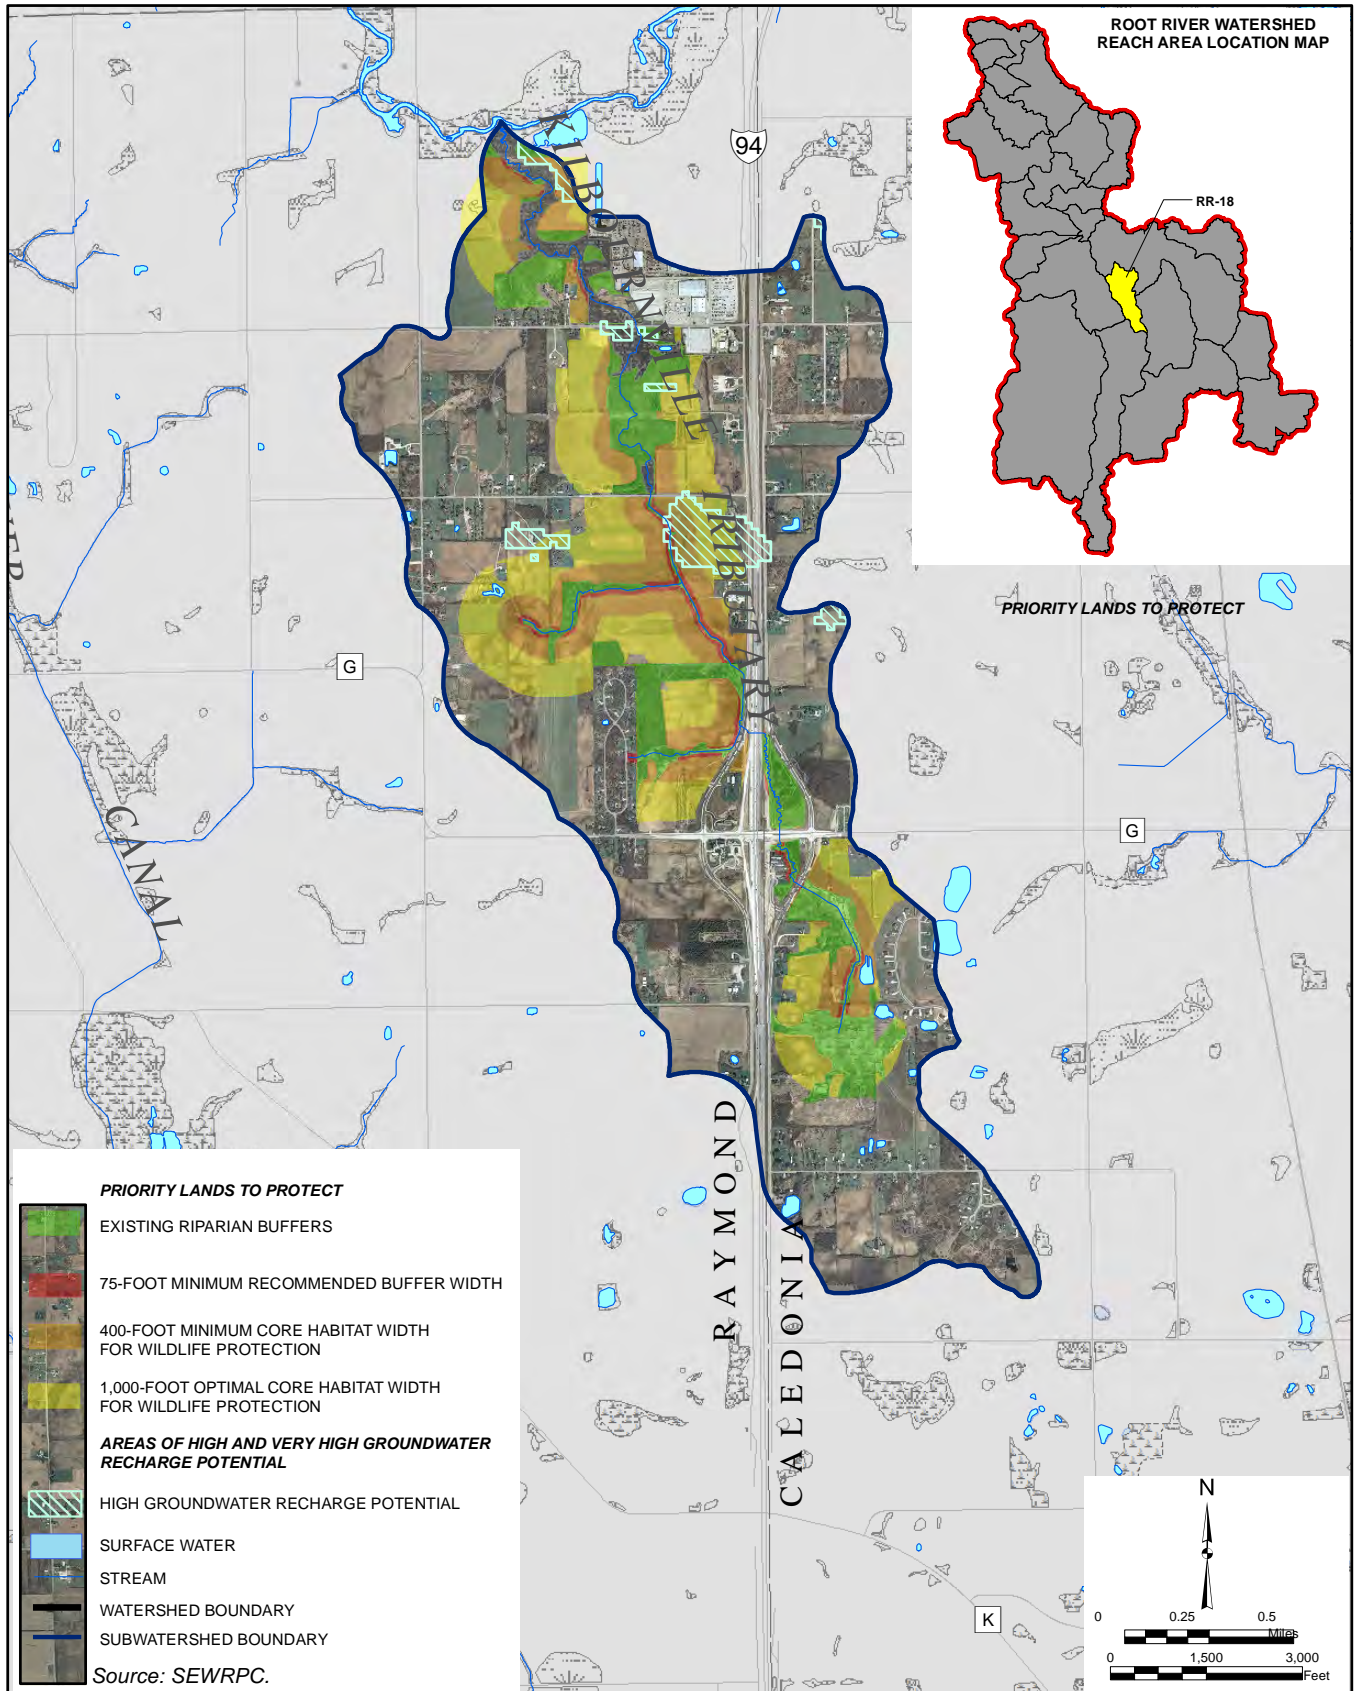 ROOT RIVER WATERSHED
REACH AREA LOCATION MAP
RR-18
94
KILBOURNVILLE TRIBUTARY
PRIORITY LANDS TO PROTECT
G
G
CANAL
RAYMOND
CALEDONIA
K
PRIORITY LANDS TO PROTECT
EXISTING RIPARIAN BUFFERS
75-FOOT MINIMUM RECOMMENDED BUFFER WIDTH
400-FOOT MINIMUM CORE HABITAT WIDTH
FOR WILDLIFE PROTECTION
1,000-FOOT OPTIMAL CORE HABITAT WIDTH
FOR WILDLIFE PROTECTION
AREAS OF HIGH AND VERY HIGH GROUNDWATER
RECHARGE POTENTIAL
HIGH GROUNDWATER RECHARGE POTENTIAL
SURFACE WATER
STREAM
WATERSHED BOUNDARY
SUBWATERSHED BOUNDARY
Source: SEWRPC.
N
0 0.25 0.5
Miles
0 1,500 3,000
Feet